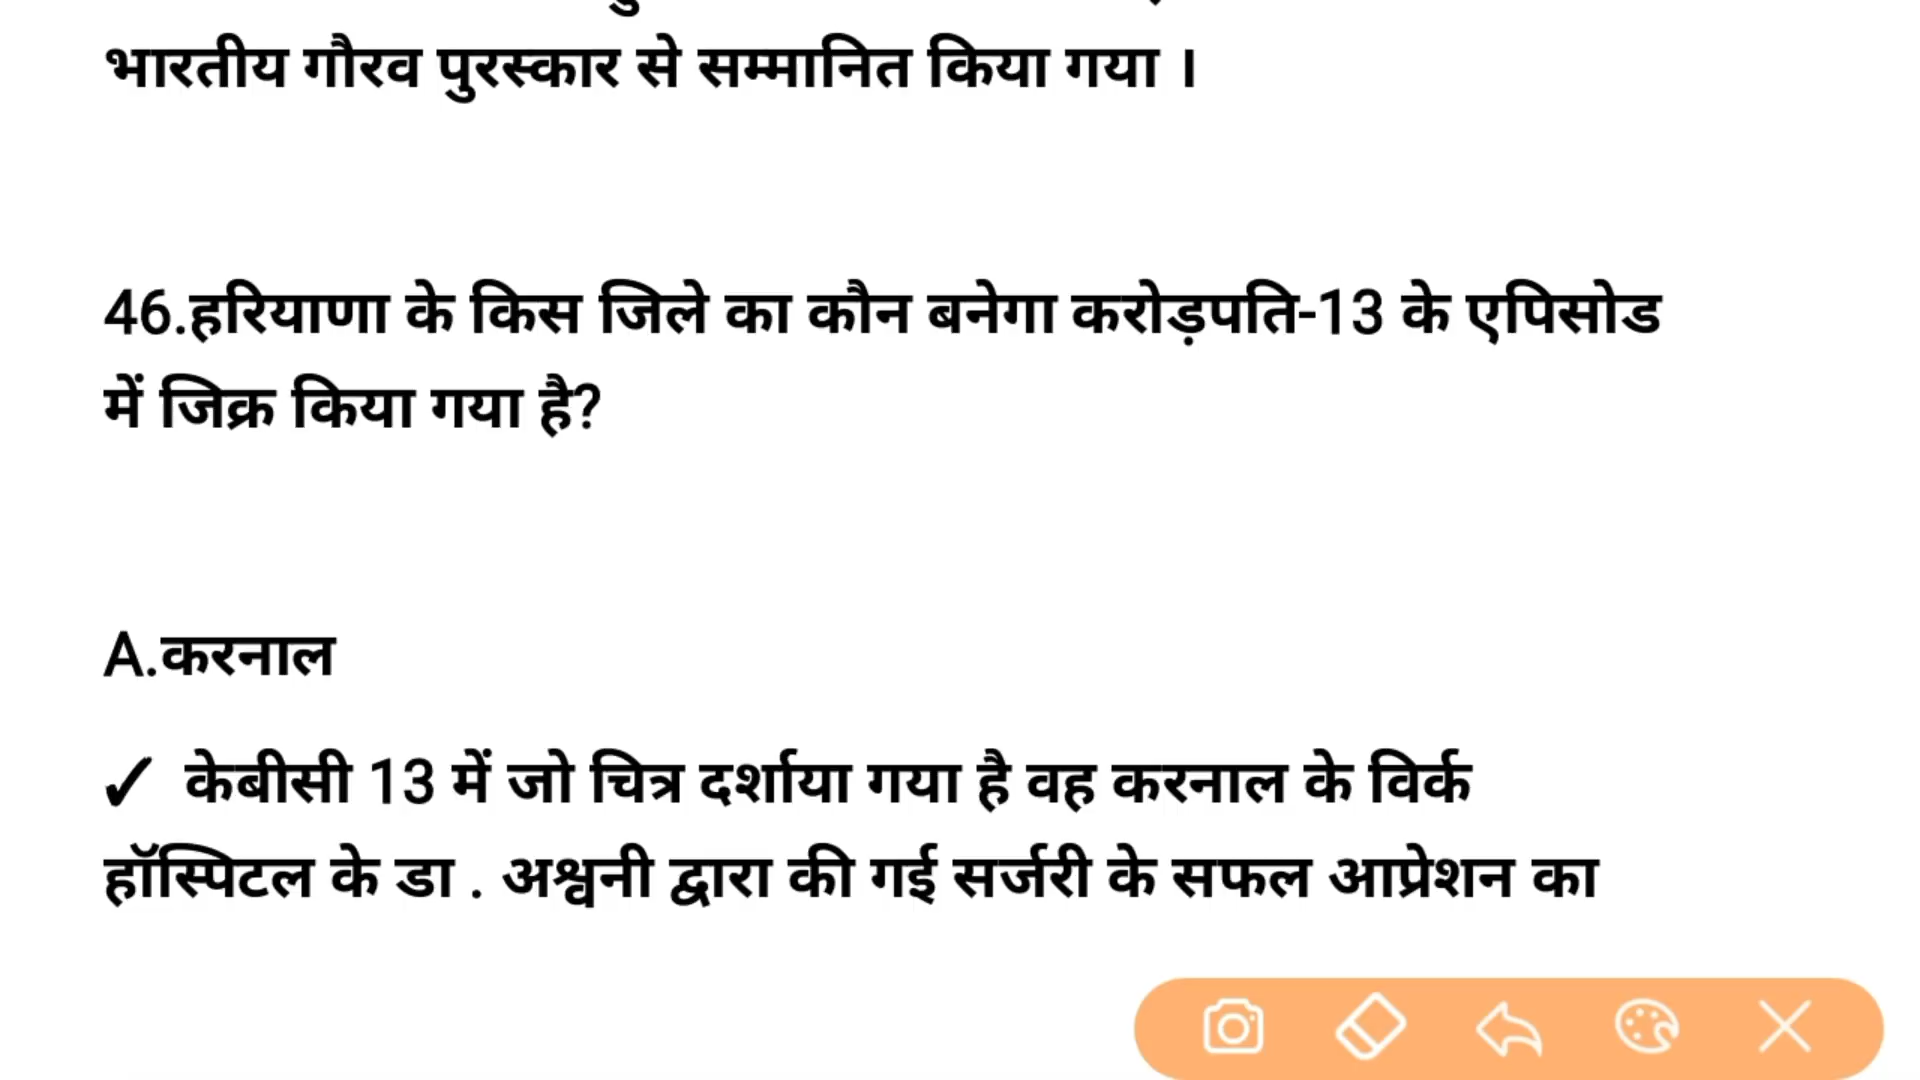 भारतीय गौरव पुरस्कार से सम्मानित किया गया ।
46.हरियाणा के किस जिले का कौन बनेगा करोड़पति-13 के एपिसोड
में जिक्र किया गया है?
A.करनाल
✓ केबीसी 13 में जो चित्र दर्शाया गया है वह करनाल के विर्क
हॉस्पिटल के डा . अश्वनी द्वारा की गई सर्जरी के सफल आप्रेशन का